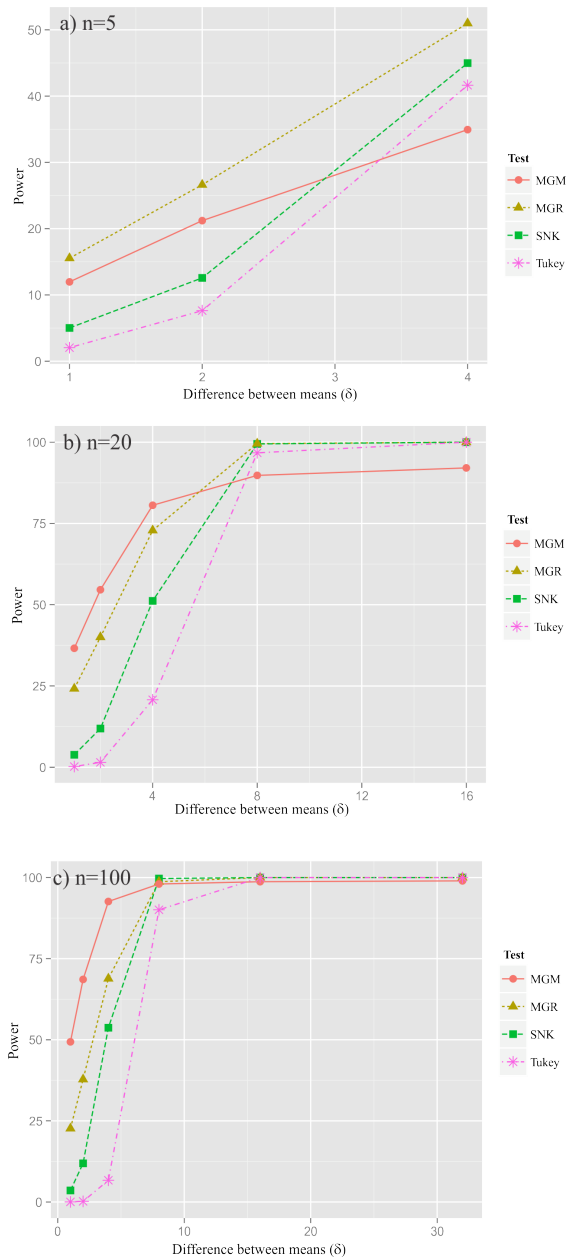 a) n=5
50
40
30
20
10
0
Power
1
2
3
4
Difference between means (δ)
Test
MGM
MGR
SNK
Tukey
b) n=20
100
75
50
25
0
Power
4
8
12
16
Difference between means (δ)
Test
MGM
MGR
SNK
Tukey
c) n=100
100
75
50
25
0
Power
0
10
20
30
Difference between means (δ)
Test
MGM
MGR
SNK
Tukey